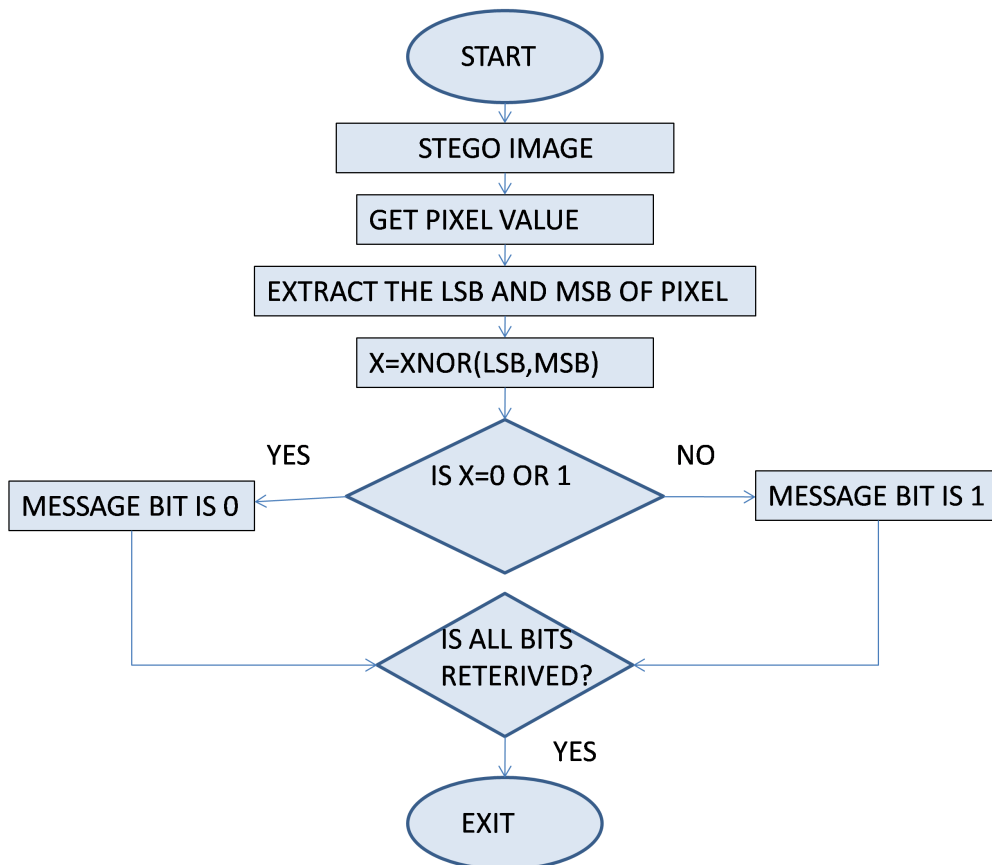 START
STEGO IMAGE
GET PIXEL VALUE
EXTRACT THE LSB AND MSB OF PIXEL
X=XNOR(LSB,MSB)
YES
IS X=0 OR 1
NO
MESSAGE BIT IS 0
MESSAGE BIT IS 1
IS ALL BITS
RETERIVED?
YES
EXIT